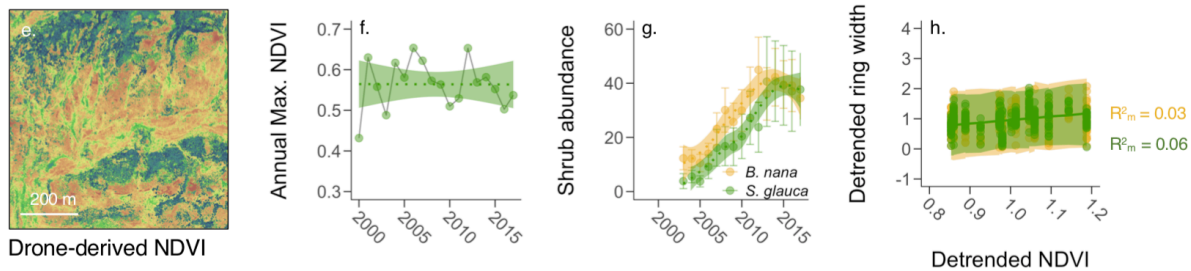 e.
200 m
Drone-derived NDVI
f.
Annual Max. NDVI
0.7
0.6
0.5
0.4
0.3
2000
2005
2010
2015
g.
Shrub abundance
60
40
20
0
B. nana
S. glauca
2000
2005
2010
2015
h.
Detrended ring width
4
3
2
1
0
-1
R²m = 0.03
R²m = 0.06
0.8
0.9
1.0
1.1
1.2
Detrended NDVI